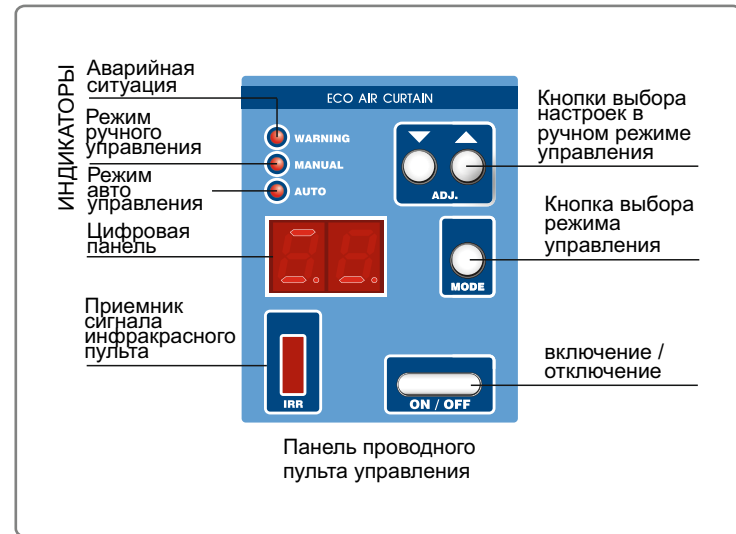 ИНДИКАТОРЫ
Аварийная
ситуация
Режим
ручного
управления
Режим
авто
управления
Цифровая
панель
Приемник
сигнала
инфракрасного
пульта
ECO AIR CURTAIN
WARNING
MANUAL
AUTO
ADJ.
MODE
IRR
ON / OFF
Кнопки выбора
настроек в
ручном режиме
управления
Кнопка выбора
режима
управления
включение /
отключение
Панель проводного
пульта управления